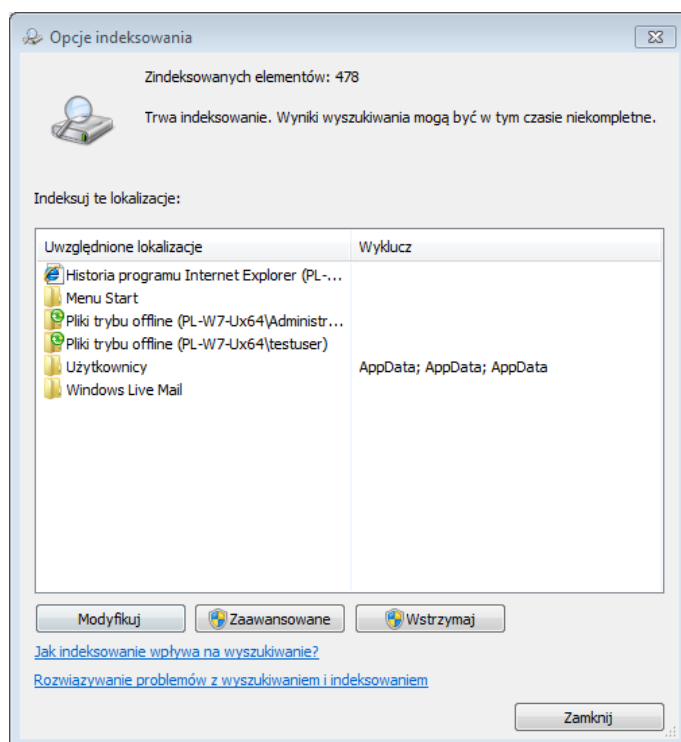 Opcje indeksowania
Zindeksowanych elementów: 478
Trwa indeksowanie. Wyniki wyszukiwania mogą być w tym czasie niekompletne.
Indeksuj te lokalizacje:
Uwzględnione lokalizacje Wyklucz
Historia programu Internet Explorer (PL-...
Menu Start
Pliki trybu offline (PL-W7-Ux64\Administr...
Pliki trybu offline (PL-W7-Ux64\testuser)
Użytkownicy AppData; AppData; AppData
Windows Live Mail
Modyfikuj Zaawansowane Wstrzymaj
Jak indeksowanie wpływa na wyszukiwanie?
Rozwiązywanie problemów z wyszukiwaniem i indeksowaniem
Zamknij